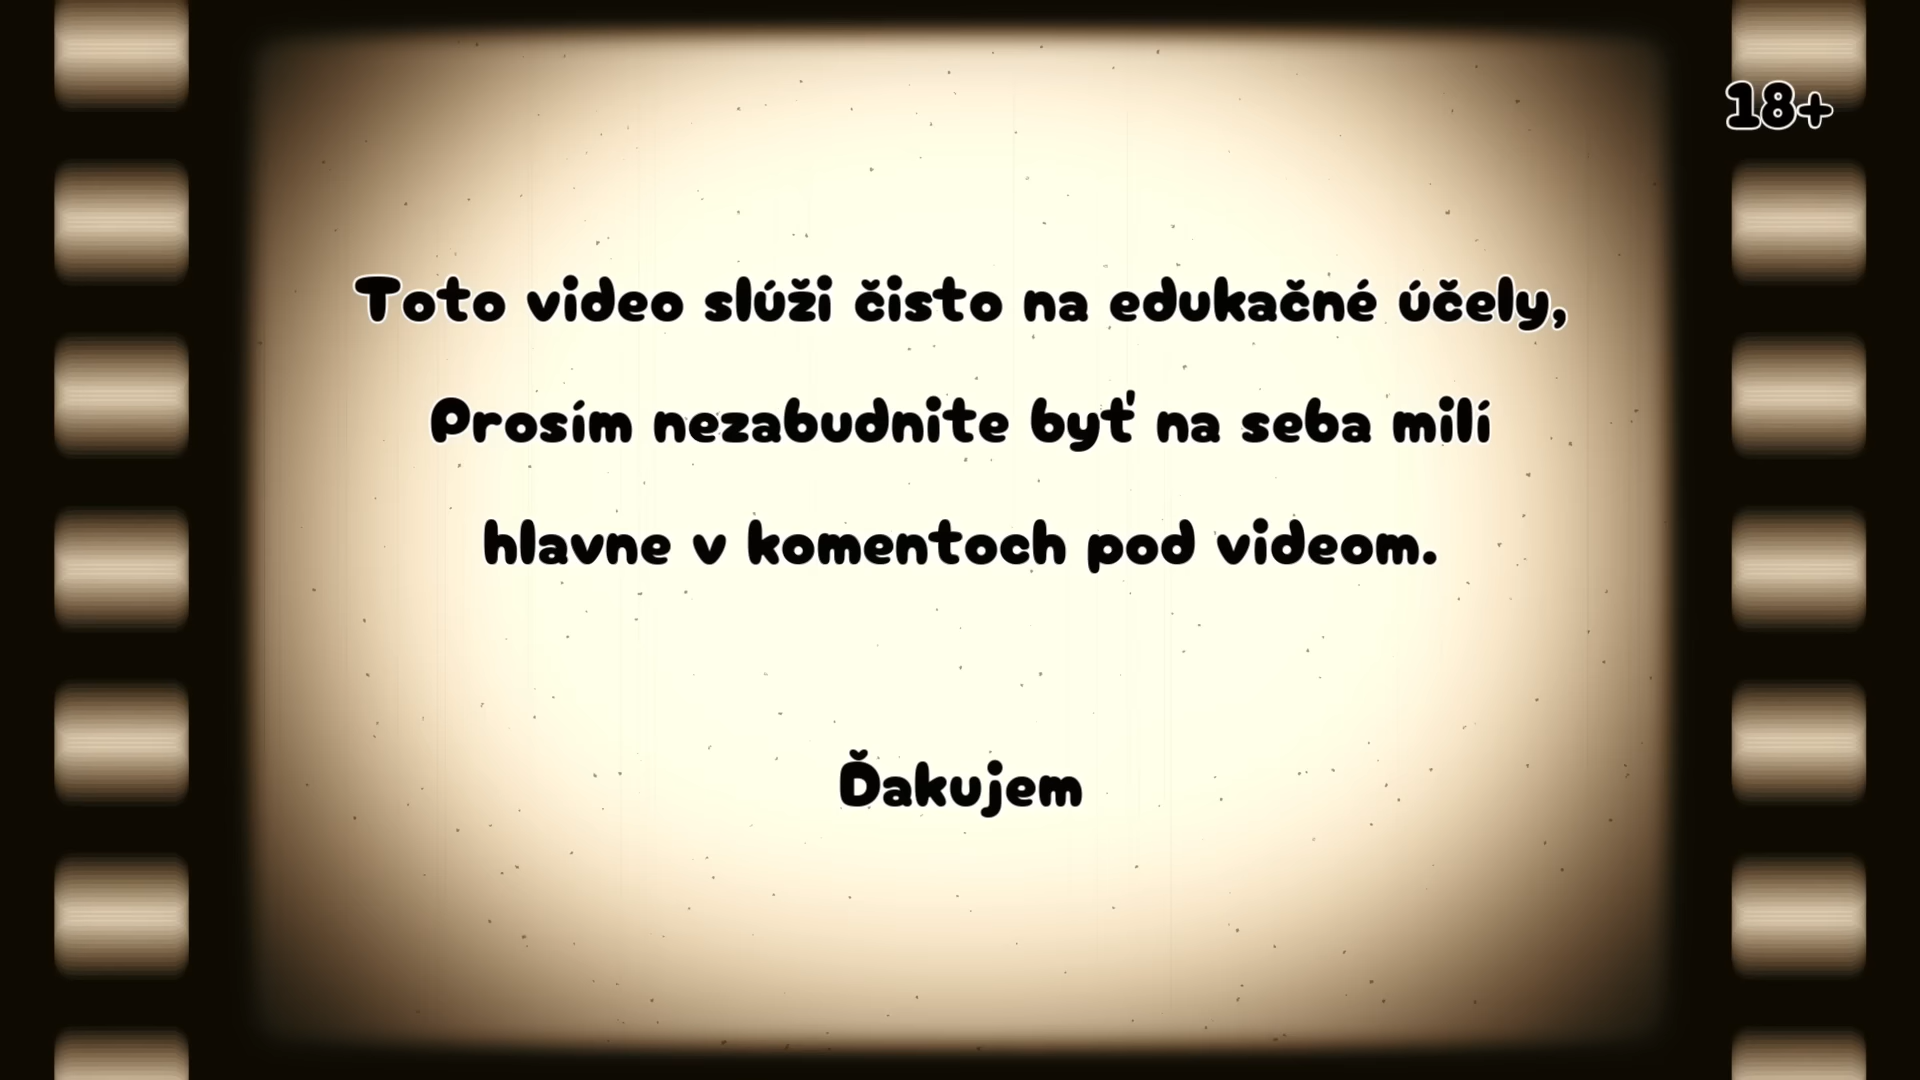 18+
Toto video slúži čisto na edukačné účely,
Prosím nezabudnite byť na seba milí
hlavne v komentoch pod videom.
Ďakujem